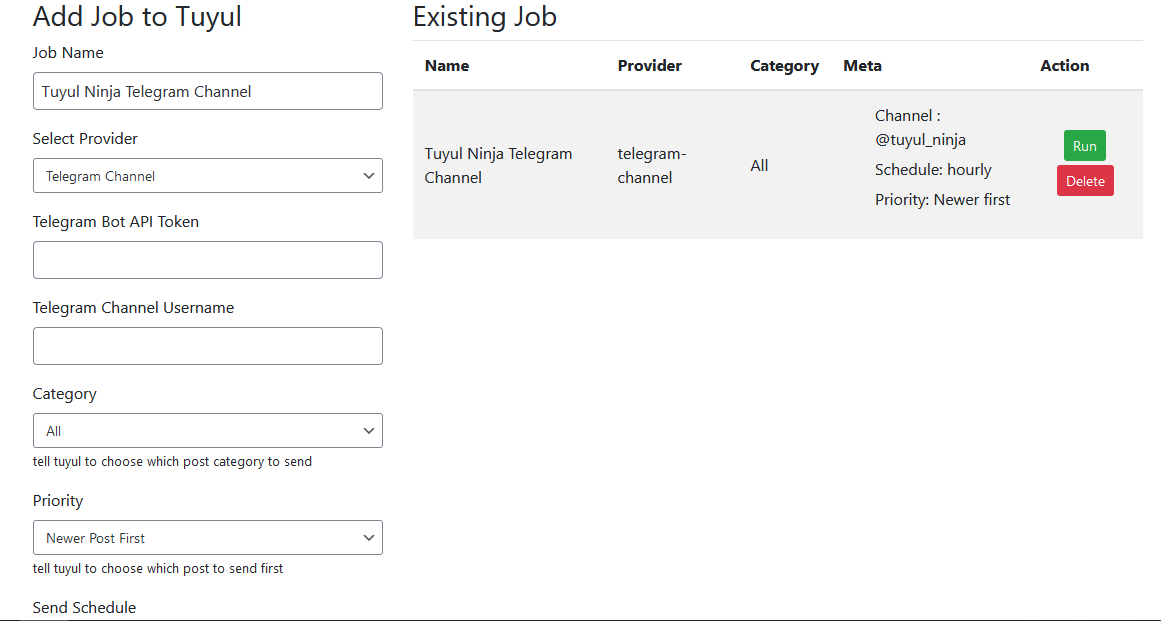 Add Job to Tuyul
Job Name
Tuyul Ninja Telegram Channel
Select Provider
Telegram Channel
Telegram Bot API Token
Telegram Channel Username
Category
All
tell tuyul to choose which post category to send
Priority
Newer Post First
tell tuyul to choose which post to send first
Send Schedule
Existing Job
Name Provider Category Meta Action
Tuyul Ninja Telegram
Channel
telegram-
channel
All
Channel :
@tuyul_ninja
Schedule: hourly
Priority: Newer first
Run
Delete